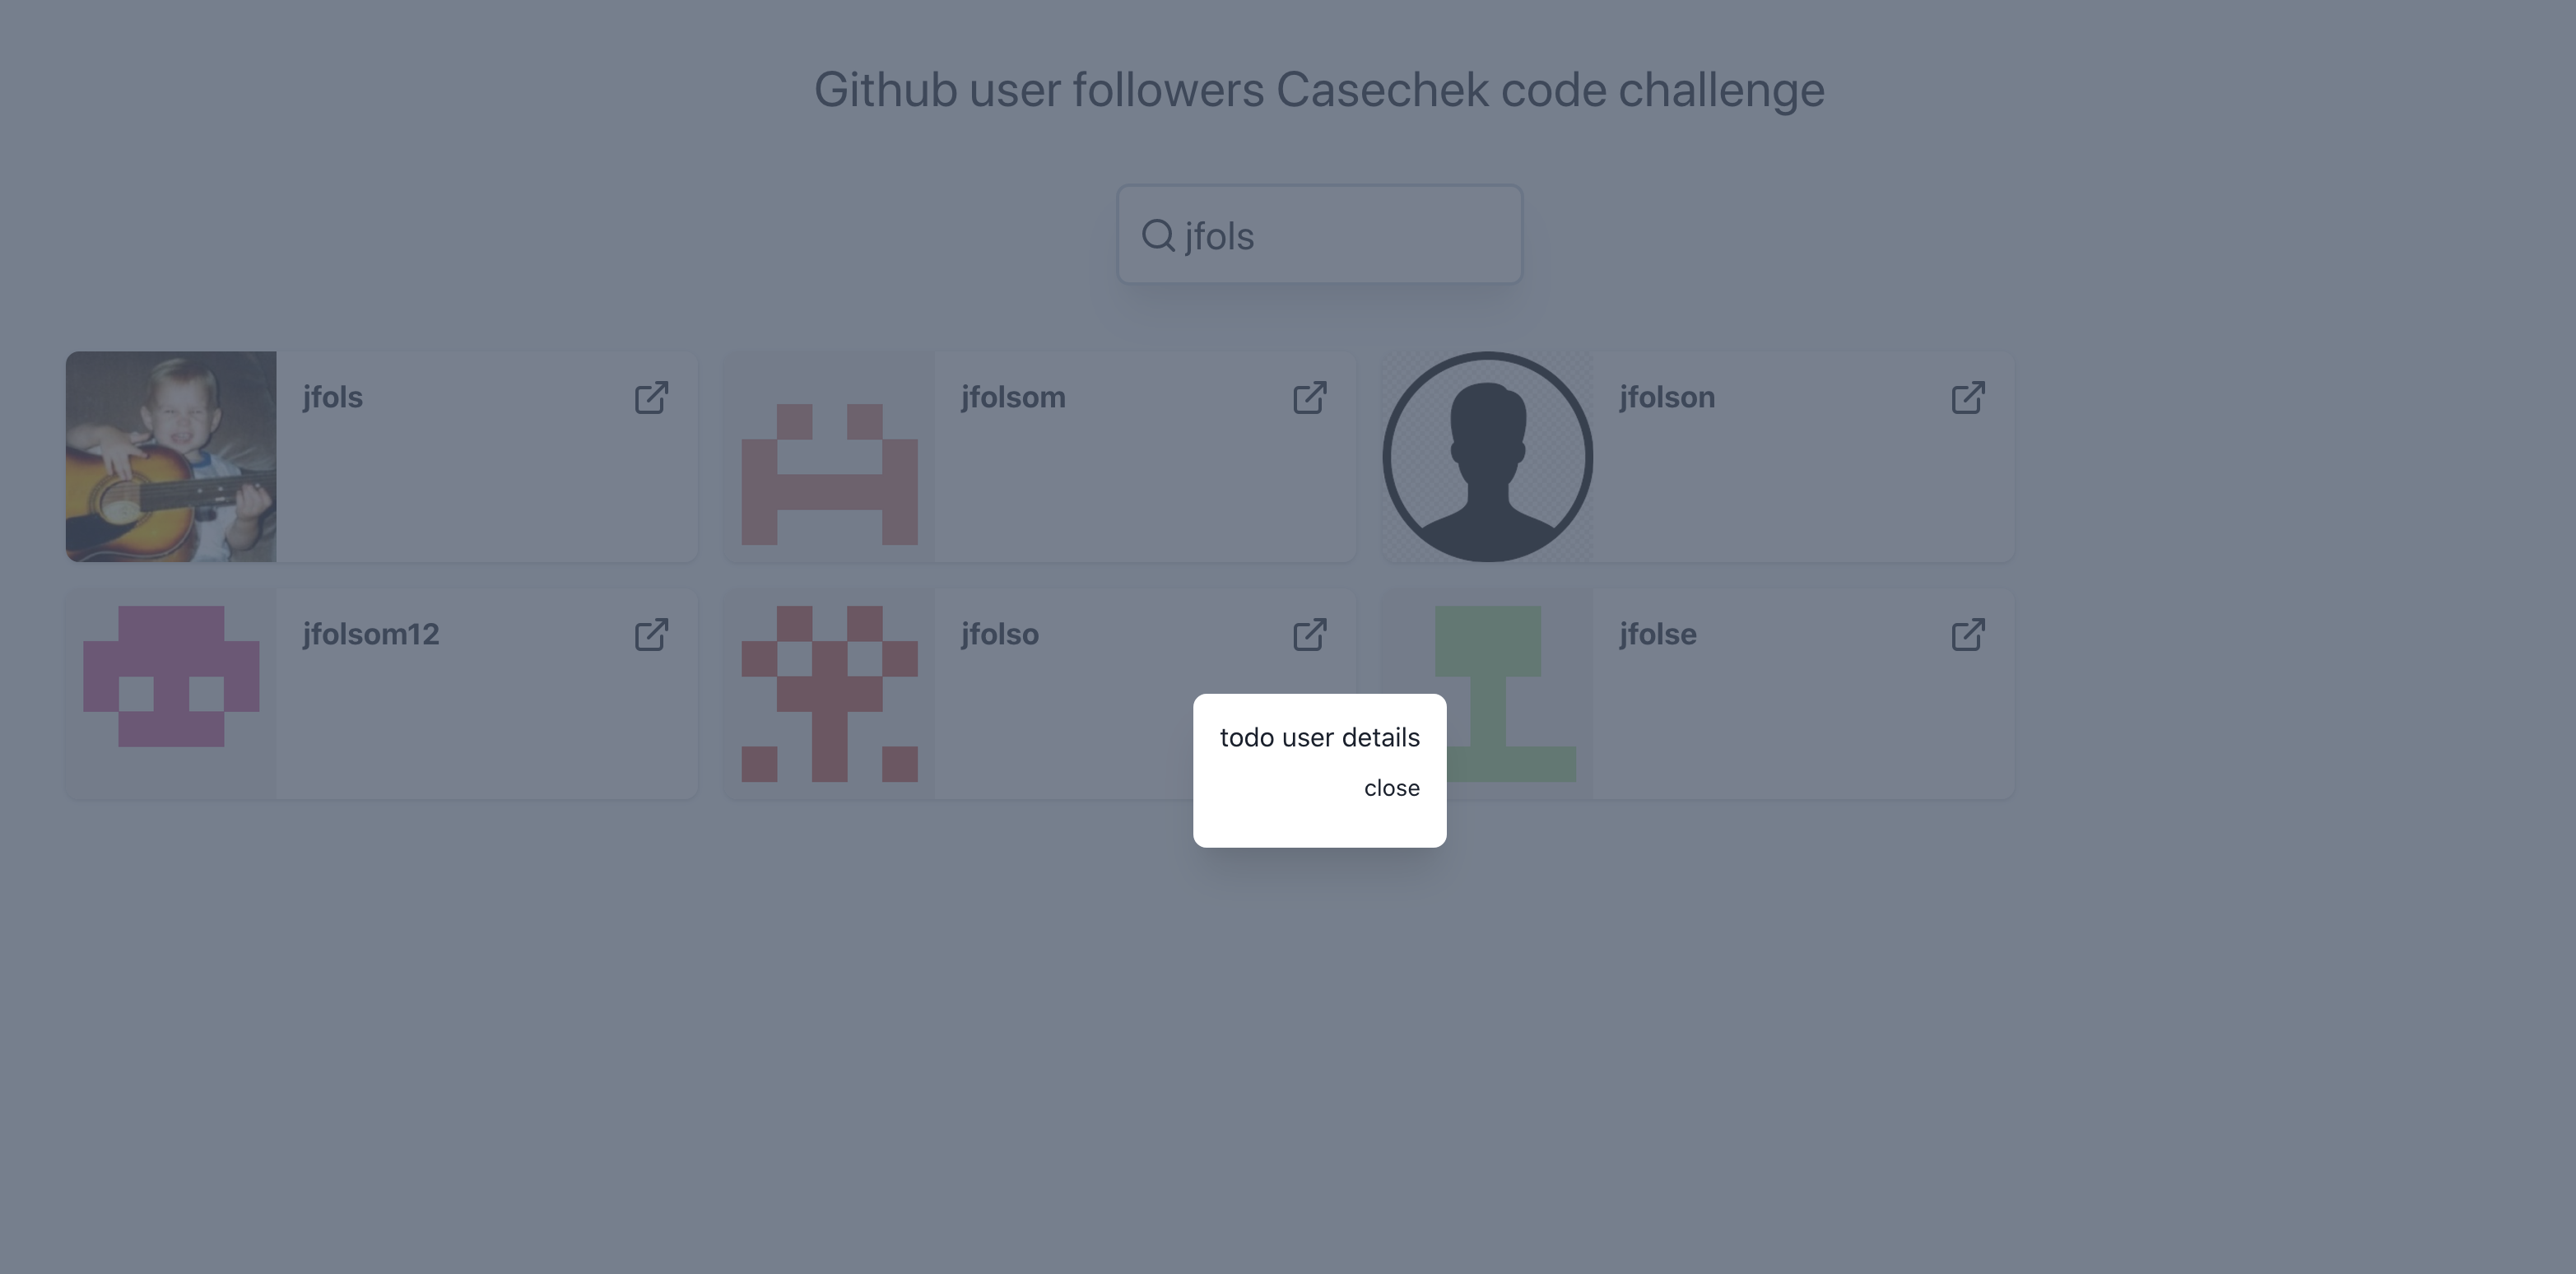 Github user followers Casechek code challenge
jfols
jfols
jfolsom
jfolson
jfolsom12
jfolso
jfolse
todo user details
close